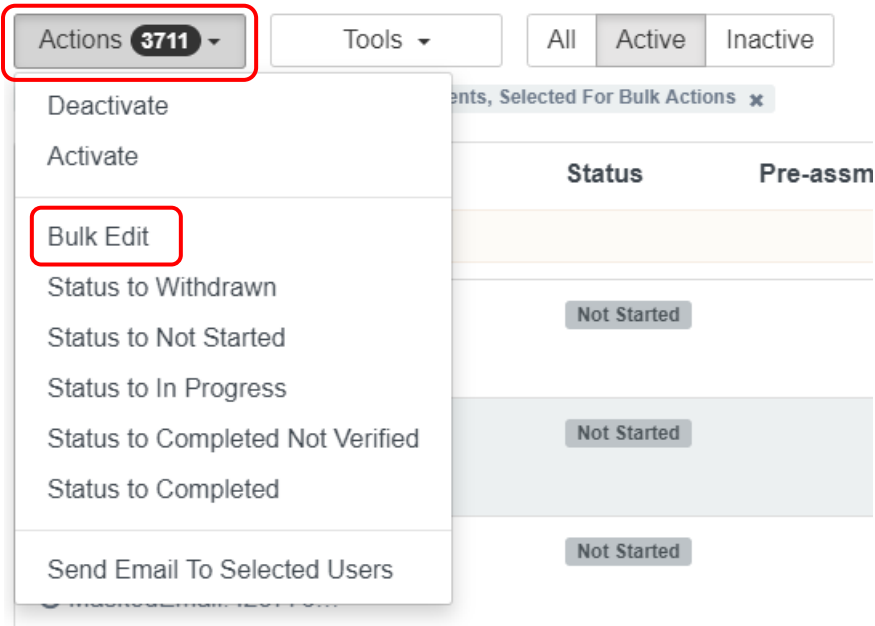 Actions 3711 Tools All Active Inactive
Deactivate
ents, Selected For Bulk Actions x
Activate
Status Pre-assm
Bulk Edit
Status to Withdrawn
Not Started
Status to Not Started
Status to In Progress
Status to Completed Not Verified
Not Started
Status to Completed
Not Started
Send Email To Selected Users